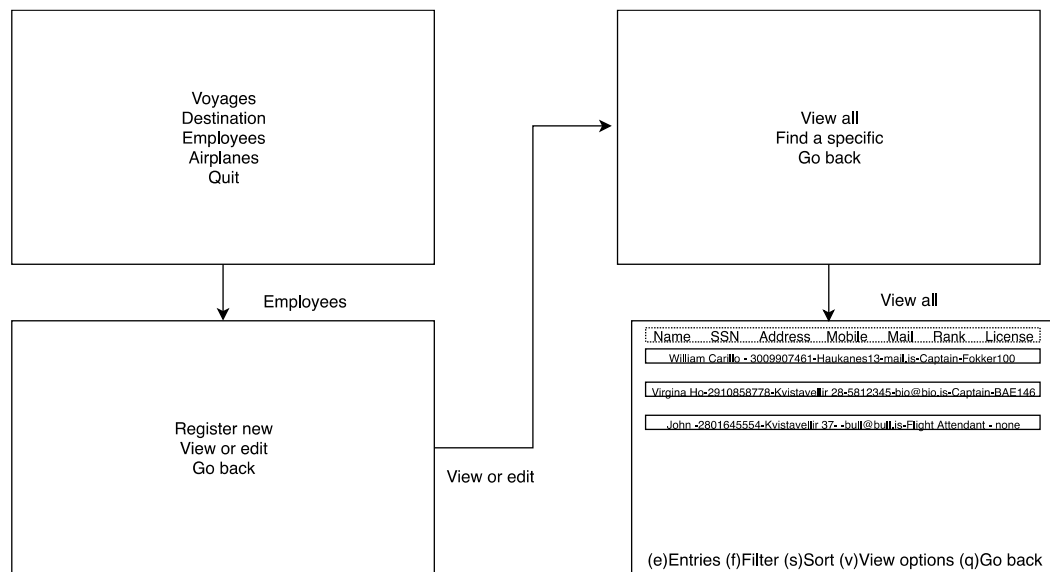 Voyages
Destination
Employees
Airplanes
Quit
Employees
Register new
View or edit
Go back
View or edit
View all
Find a specific
Go back
View all
Name SSN Address Mobile Mail Rank License
William Carillo - 3009907461-Haukanes13-mail.is-Captain-Fokker100
Virgina Ho-2910858778-Kvistavellir 28-5812345-bio@bio.is-Captain-BAE146
John -2801645554-Kvistavellir 37- -bull@bull.is-Flight Attendant - none
(e)Entries (f)Filter (s)Sort (v)View options (q)Go back